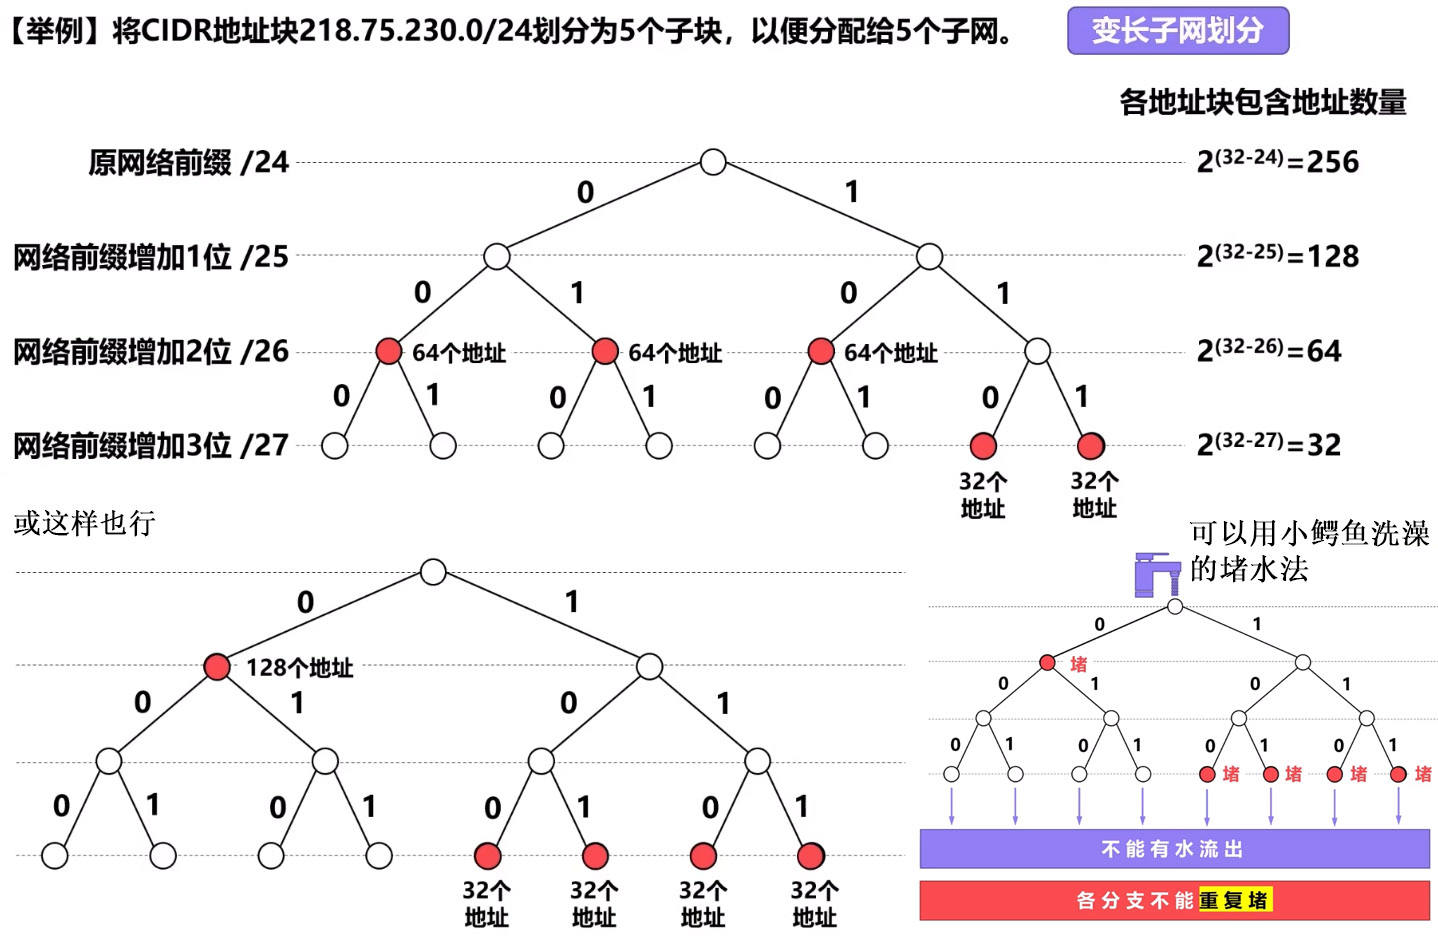 【举例】将CIDR地址块218.75.230.0/24划分为5个子块，以便分配给5个子网。
变长子网划分
各地址块包含地址数量
原网络前缀 /24
2(32-24)=256
0
1
网络前缀增加1位 /25
2(32-25)=128
0
1
0
1
网络前缀增加2位 /26
64个地址
64个地址
64个地址
2(32-26)=64
0
1
0
1
0
1
0
1
网络前缀增加3位 /27
2(32-27)=32
32个
地址
32个
地址
或这样也行
0
1
128个地址
0
1
0
1
0
1
0
1
0
1
0
1
32个
地址
32个
地址
32个
地址
32个
地址
可以用小鳄鱼洗澡
的堵水法
0
1
堵
0
1
0
1
0
1
0
1
0
1
0
1
堵
堵
堵
堵
不能有水流出
各分支不能重复堵